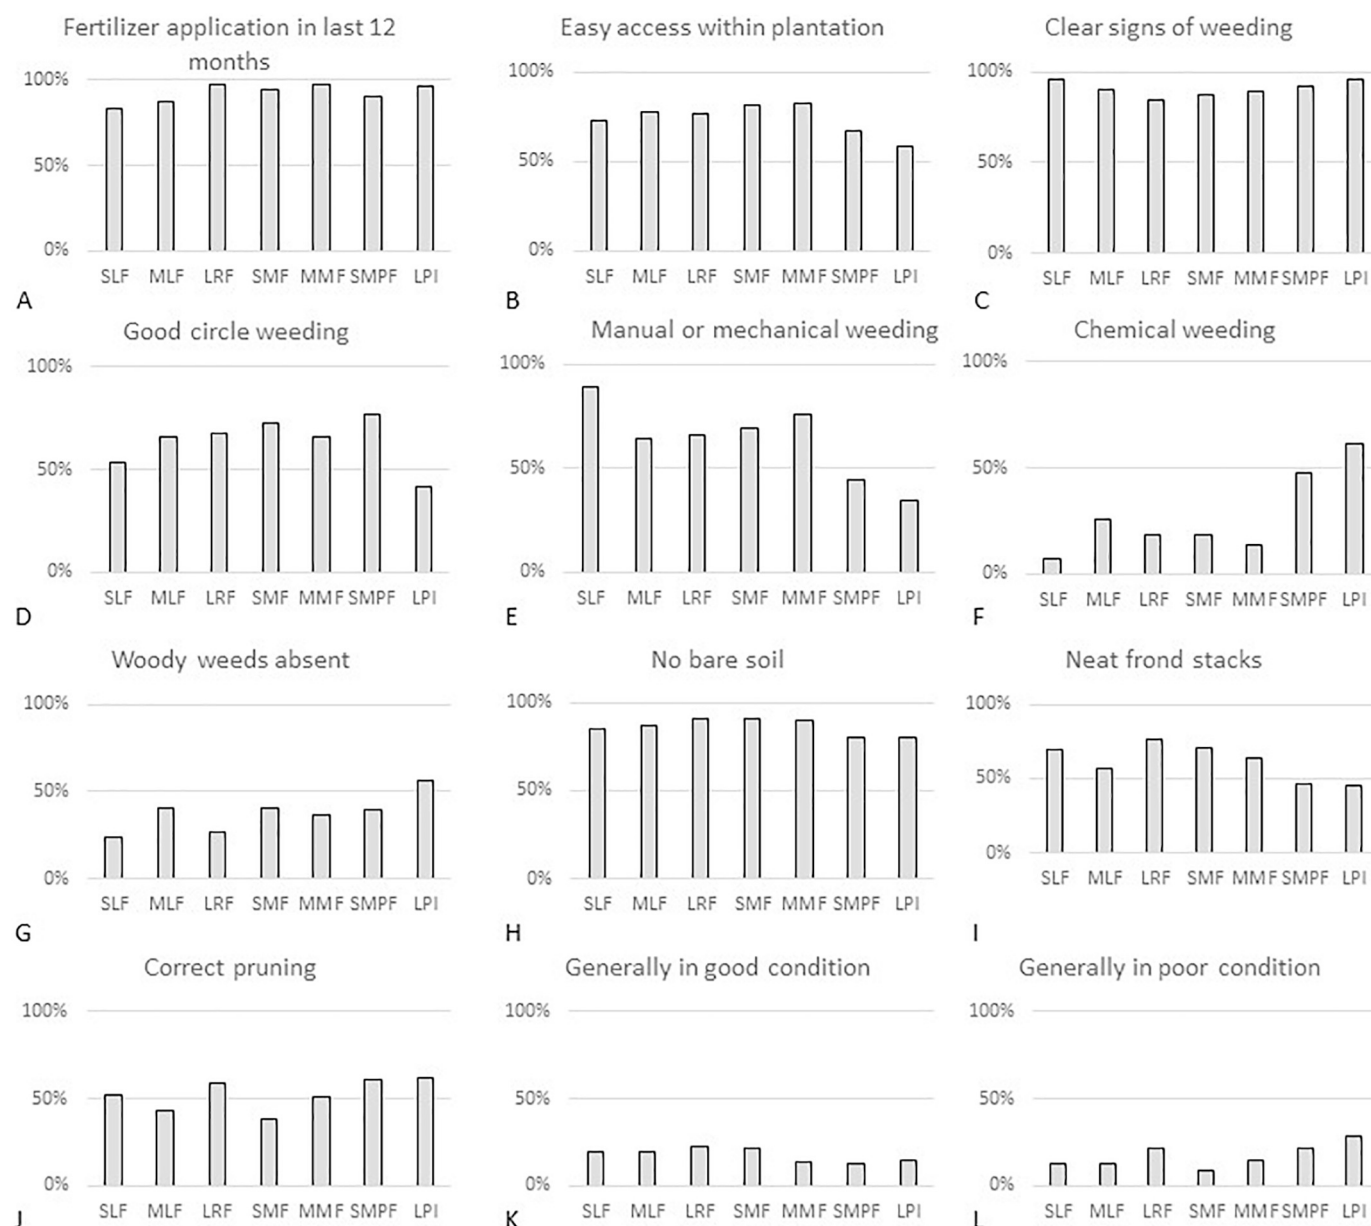 Fertilizer application in last 12
months
100%
50%
0%
SLF MLF LRF SMF MMF SMPF LPI
A
Easy access within plantation
100%
50%
0%
SLF MLF LRF SMF MMF SMPF LPI
B
Clear signs of weeding
100%
50%
0%
SLF MLF LRF SMF MMF SMPF LPI
C
Good circle weeding
100%
50%
0%
SLF MLF LRF SMF MMF SMPF LPI
D
Manual or mechanical weeding
100%
50%
0%
SLF MLF LRF SMF MMF SMPF LPI
E
Chemical weeding
100%
50%
0%
SLF MLF LRF SMF MMF SMPF LPI
F
Woody weeds absent
100%
50%
0%
SLF MLF LRF SMF MMF SMPF LPI
G
No bare soil
100%
50%
0%
SLF MLF LRF SMF MMF SMPF LPI
H
Neat frond stacks
100%
50%
0%
SLF MLF LRF SMF MMF SMPF LPI
I
Correct pruning
100%
50%
0%
SLF MLF LRF SMF MMF SMPF LPI
J
Generally in good condition
100%
50%
0%
SLF MLF LRF SMF MMF SMPF LPI
K
Generally in poor condition
100%
50%
0%
SLF MLF LRF SMF MMF SMPF LPI
L